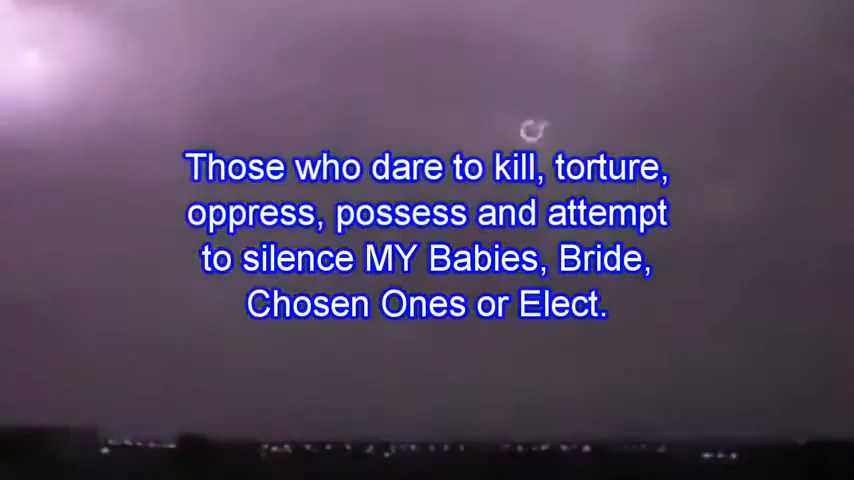 Those who dare to kill, torture,
oppress, possess and attempt
to silence MY Babies, Bride,
Chosen Ones or Elect.